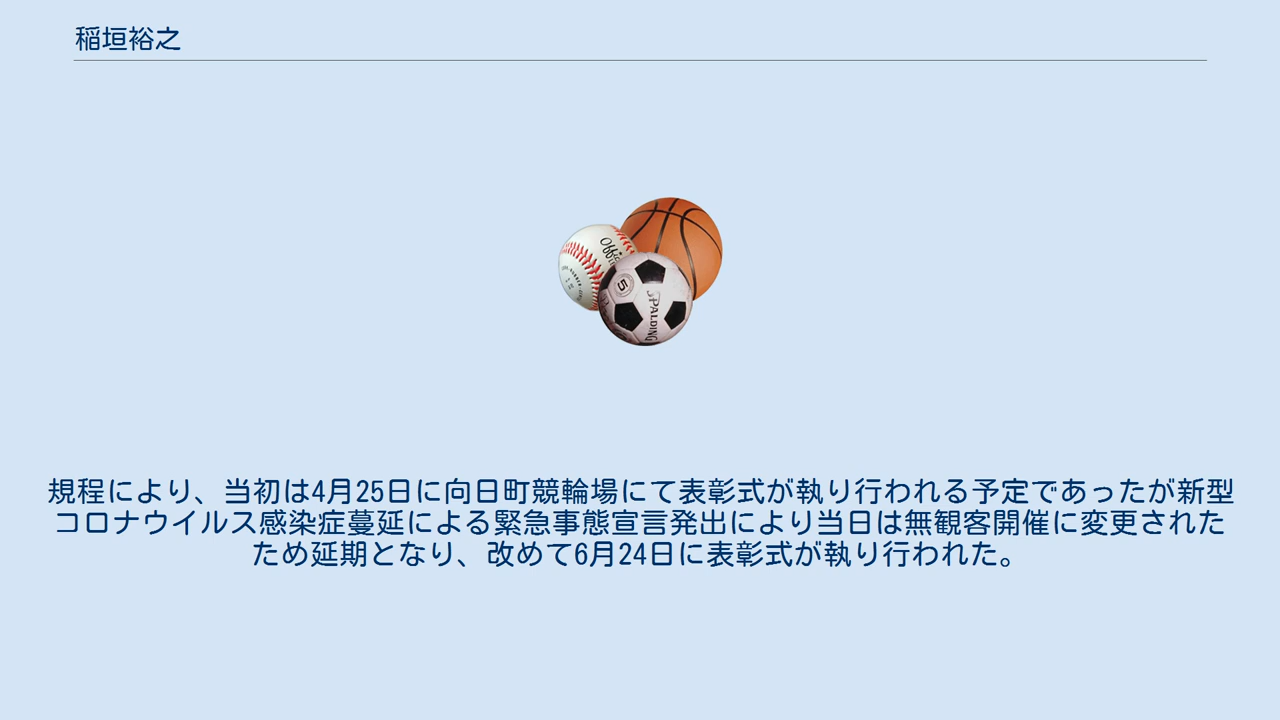 稲垣裕之
Offic
5
SPALDING
規程により、当初は4月25日に向日町競輪場にて表彰式が執り行われる予定であったが新型
コロナウイルス感染症蔓延による緊急事態宣言発出により当日は無観客開催に変更された
ため延期となり、改めて6月24日に表彰式が執り行われた。